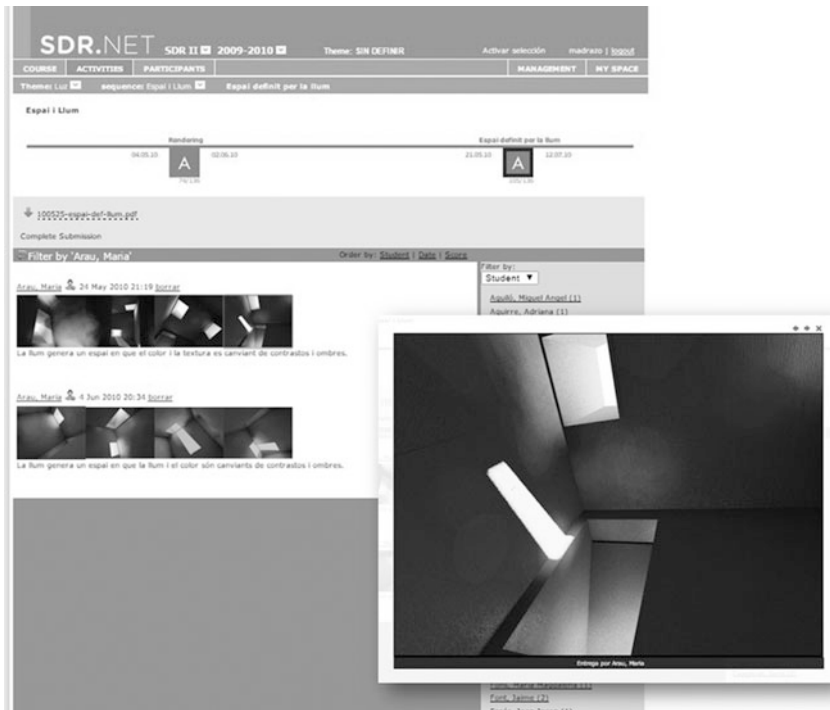 SDR.NET SDR II 2009-2010 Theme: SIN DEFINIR Activar selección madrazo | logout
COURSE ACTIVITIES PARTICIPANTS MANAGEMENT MY SPACE
Theme: Luz sequence: Espai i Llum Espai definit per la llum
Espai i Llum
Rendering Espai definit per la llum
04.05.10 A 02.06.10 21.05.10 A 12.07.10
100525-espai-def-llum.pdf
Complete Submission
Filter by 'Arau, Maria' Order by: Student | Date | Score
Filter by:
Student
Arau, Maria 24 May 2010 21:19 borrar
Aguiló, Miquel Angel (1)
Aguirre, Adriana (1)
La llum genera un espai en que el color i la textura es canviant de contrastos i ombres.
Arau, Maria 4 Jun 2010 20:34 borrar
La llum genera un espai en que la llum i el color són canviants de contrastos i ombres.
Entrega por Arau, Maria
Font, Jaime (2)